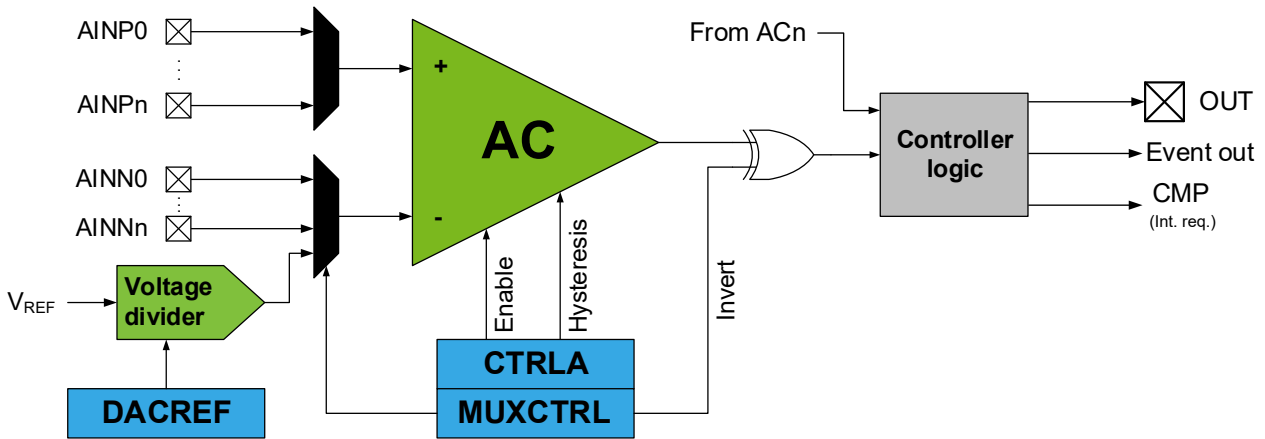 AINP0
AINPn
AINN0
AINNn
VREF
Voltage
divider
DACREF
+
AC
-
Enable
Hysteresis
Invert
CTRLA
MUXCTRL
From ACn
Controller
logic
OUT
Event out
CMP
(Int. req.)